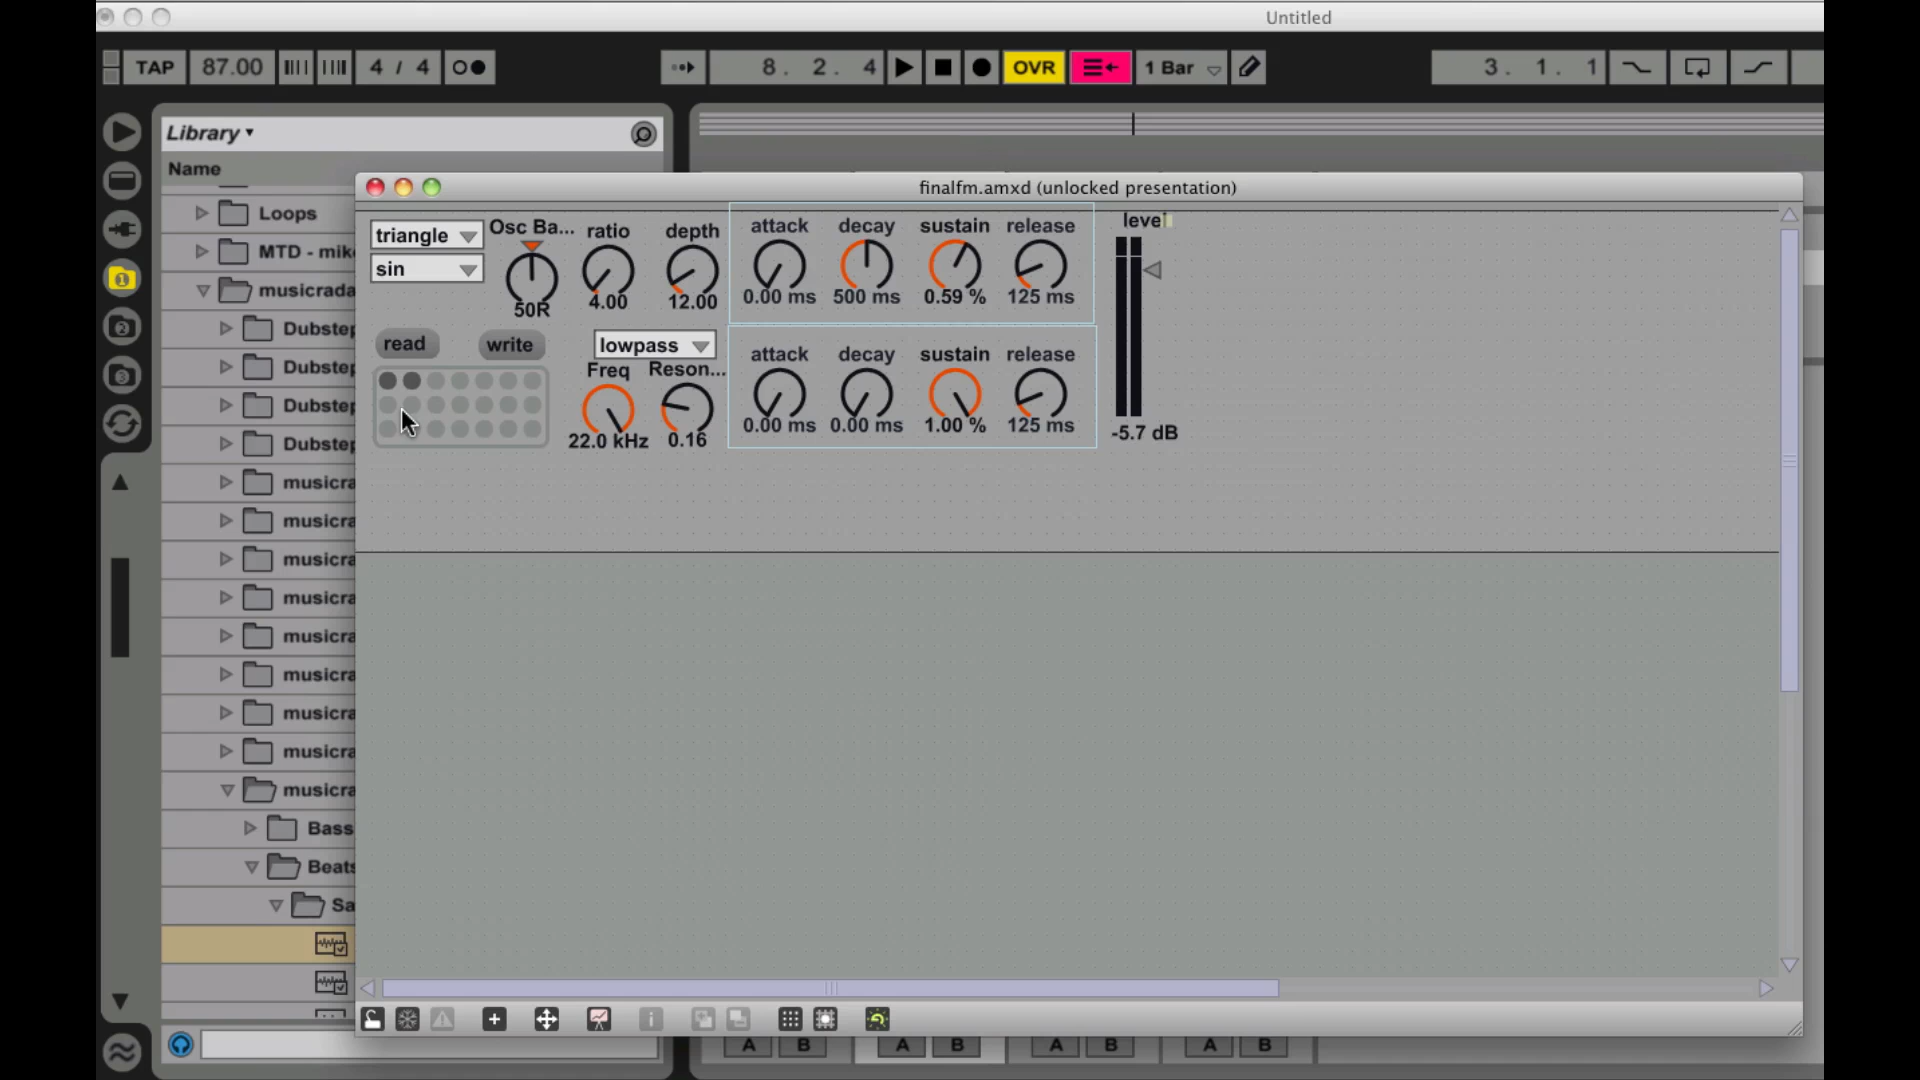 Untitled
TAP 87.00 4 / 4 8. 2. 4 OVR 1 Bar 3. 1. 1
Library
Name
Loops
MTD - mik
musicrada
Dubstep
Dubstep
Dubstep
Dubstep
musicra
musicra
musicra
musicra
musicra
musicra
musicra
musicra
musicra
Bass
Beats
Sa
finalfm.amxd (unlocked presentation)
triangle
sin
Osc Ba...
50R
ratio
4.00
depth
12.00
attack decay sustain release
0.00 ms 500 ms 0.59 % 125 ms
level
read write
lowpass
Freq Reson...
22.0 kHz 0.16
attack decay sustain release
0.00 ms 0.00 ms 1.00 % 125 ms
-5.7 dB
A B A B A B A B